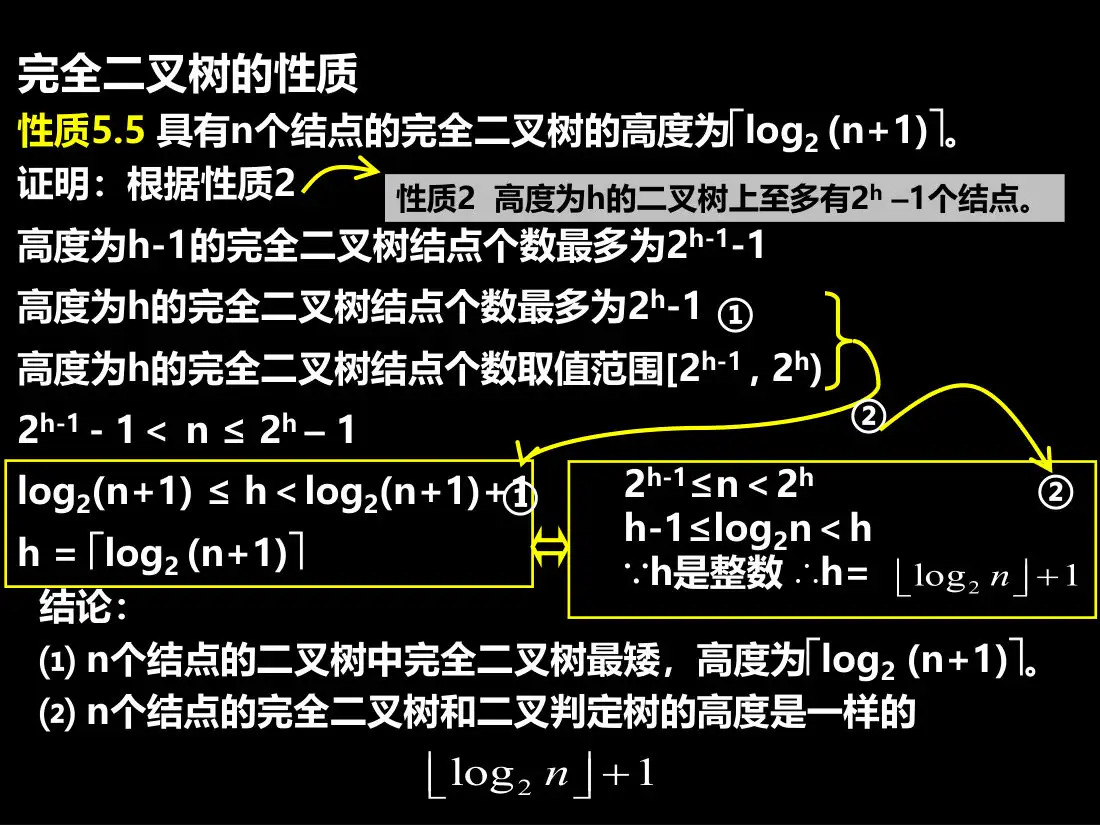 完全二叉树的性质
性质5.5 具有n个结点的完全二叉树的高度为⌈log₂ (n+1)⌉。
证明：根据性质2
性质2 高度为h的二叉树上至多有2ʰ –1个结点。
高度为h-1的完全二叉树结点个数最多为2ʰ⁻¹-1
高度为h的完全二叉树结点个数最多为2ʰ-1 ①
高度为h的完全二叉树结点个数取值范围[2ʰ⁻¹ , 2ʰ)
②
2ʰ⁻¹ - 1＜ n ≤ 2ʰ – 1
log₂(n+1) ≤ h＜log₂(n+1)+1 ①
h =⌈log₂ (n+1)⌉
2ʰ⁻¹≤n＜2ʰ ②
h-1≤log₂n＜h
∵h是整数 ∴h= ⌊log₂ n⌋+1
结论：
⑴ n个结点的二叉树中完全二叉树最矮，高度为⌈log₂ (n+1)⌉。
⑵ n个结点的完全二叉树和二叉判定树的高度是一样的
⌊log₂ n⌋+1